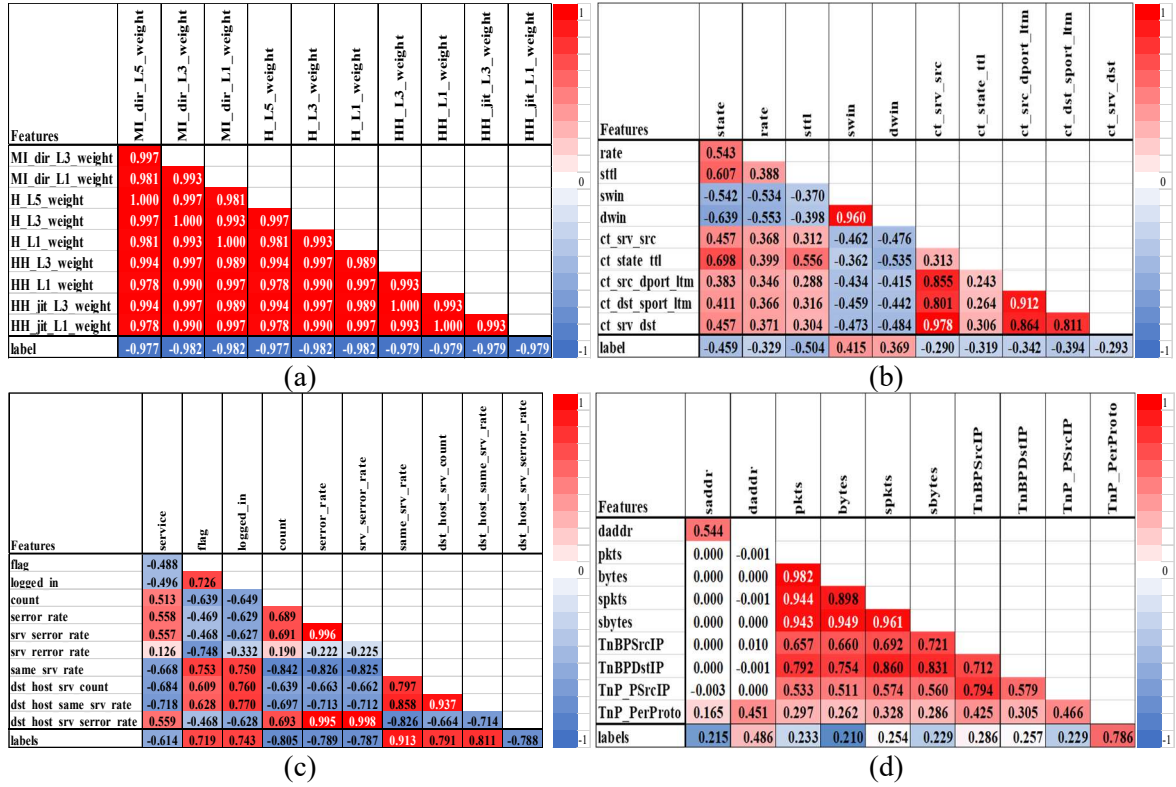 Features MI_dir_L5_weight MI_dir_L3_weight MI_dir_L1_weight H_L5_weight H_L3_weight H_L1_weight HH_L3_weight HH_L1_weight HH_jit_L3_weight HH_jit_L1_weight
MI_dir_L3_weight 0.997
MI_dir_L1_weight 0.981 0.993
H_L5_weight 1.000 0.997 0.981
H_L3_weight 0.997 1.000 0.993 0.997
H_L1_weight 0.981 0.993 1.000 0.981 0.993
HH_L3_weight 0.994 0.997 0.989 0.994 0.997 0.989
HH_L1_weight 0.978 0.990 0.997 0.978 0.990 0.997 0.993
HH_jit_L3_weight 0.994 0.997 0.989 0.994 0.997 0.989 1.000 0.993
HH_jit_L1_weight 0.978 0.990 0.997 0.978 0.990 0.997 0.993 1.000 0.993
label -0.977 -0.982 -0.982 -0.977 -0.982 -0.982 -0.979 -0.979 -0.979 -0.979
1
0
-1
(a)
Features state rate sttl swin dwin ct_srv_src ct_state_ttl ct_src_dport_ltm ct_dst_sport_ltm ct_srv_dst
rate 0.543
sttl 0.607 0.388
swin -0.542 -0.534 -0.370
dwin -0.639 -0.553 -0.398 0.960
ct_srv_src 0.457 0.368 0.312 -0.462 -0.476
ct_state_ttl 0.698 0.399 0.556 -0.362 -0.535 0.313
ct_src_dport_ltm 0.383 0.346 0.288 -0.434 -0.415 0.855 0.243
ct_dst_sport_ltm 0.411 0.366 0.316 -0.459 -0.442 0.801 0.264 0.912
ct_srv_dst 0.457 0.371 0.304 -0.473 -0.484 0.978 0.306 0.864 0.811
label -0.459 -0.329 -0.504 0.415 0.369 -0.290 -0.319 -0.342 -0.394 -0.293
1
0
-1
(b)
Features service flag logged_in count serror_rate srv_serror_rate same_srv_rate dst_host_srv_count dst_host_same_srv_rate dst_host_srv_serror_rate
flag -0.488
logged_in -0.496 0.726
count 0.513 -0.639 -0.649
serror_rate 0.558 -0.469 -0.629 0.689
srv_serror_rate 0.557 -0.468 -0.627 0.691 0.996
srv_rerror_rate 0.126 -0.748 -0.332 0.190 -0.222 -0.225
same_srv_rate -0.668 0.753 0.750 -0.842 -0.826 -0.825
dst_host_srv_count -0.684 0.609 0.760 -0.639 -0.663 -0.662 0.797
dst_host_same_srv_rate -0.718 0.628 0.770 -0.697 -0.713 -0.712 0.858 0.937
dst_host_srv_serror_rate 0.559 -0.468 -0.628 0.693 0.995 0.998 -0.826 -0.664 -0.714
labels -0.614 0.719 0.743 -0.805 -0.789 -0.787 0.913 0.791 0.811 -0.788
1
0
-1
(c)
Features saddr daddr pkts bytes spkts sbytes TnBPSrcIP TnBPDstIP TnP_PSrcIP TnP_PerProto
daddr 0.544
pkts 0.000 -0.001
bytes 0.000 0.000 0.982
spkts 0.000 -0.001 0.944 0.898
sbytes 0.000 0.000 0.943 0.949 0.961
TnBPSrcIP 0.000 0.010 0.657 0.660 0.692 0.721
TnBPDstIP 0.000 -0.001 0.792 0.754 0.860 0.831 0.712
TnP_PSrcIP -0.003 0.000 0.533 0.511 0.574 0.560 0.794 0.579
TnP_PerProto 0.165 0.451 0.297 0.262 0.328 0.286 0.425 0.305 0.466
labels 0.215 0.486 0.233 0.210 0.254 0.229 0.286 0.257 0.229 0.786
1
0
-1
(d)